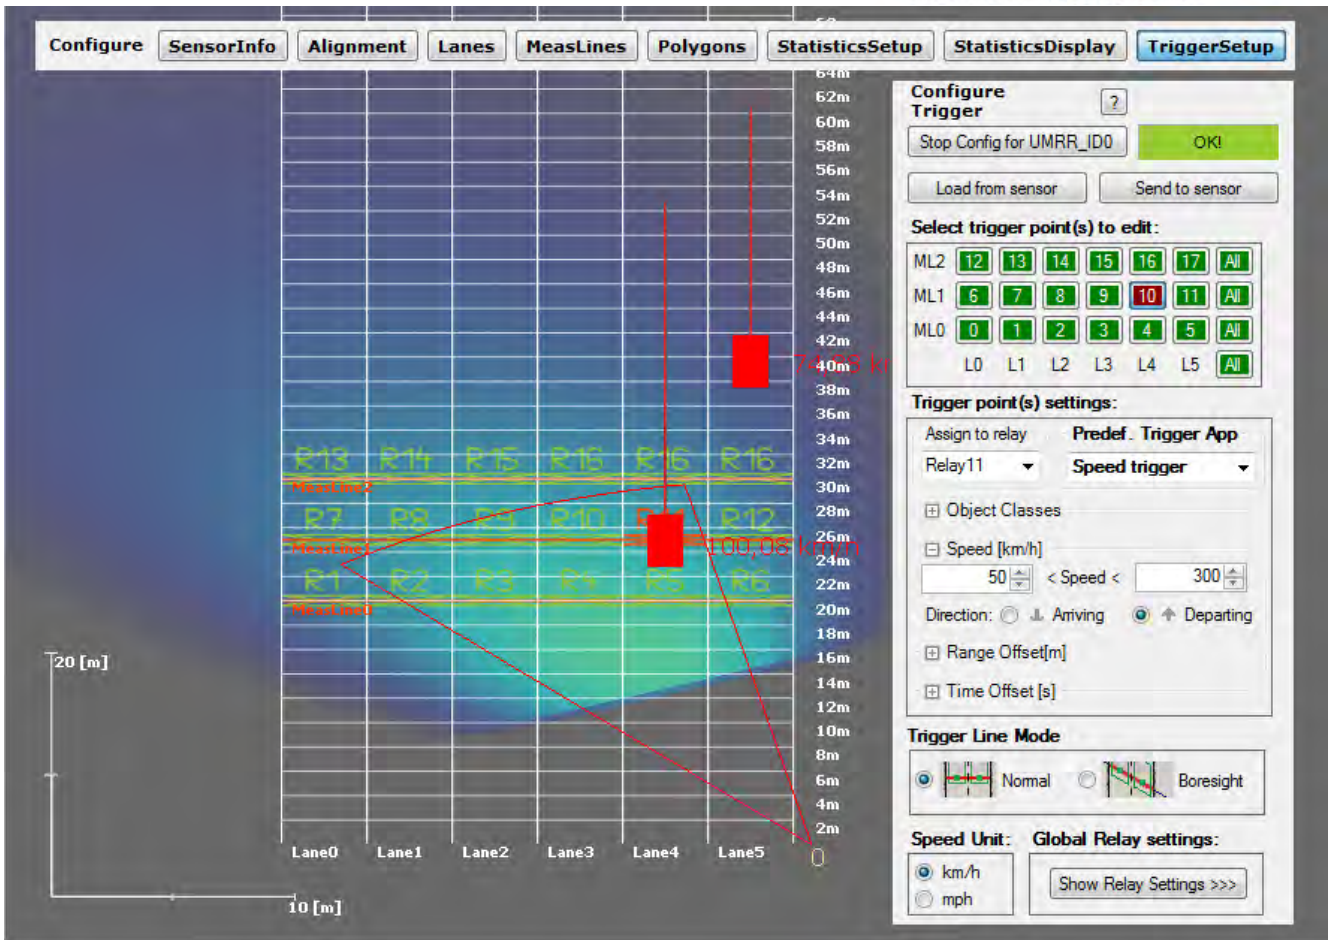 Configure SensorInfo Alignment Lanes MeasLines Polygons StatisticsSetup StatisticsDisplay TriggerSetup
64m
62m
60m
58m
56m
54m
52m
50m
48m
46m
44m
42m
40m
38m
36m
34m
32m
30m
28m
26m
24m
22m
20m
18m
16m
14m
12m
10m
8m
6m
4m
2m
0
R13 R14 R15 R16 R16 R16
MeasLine2
R7 R8 R9 R10 R12
MeasLine1
100,08 km/h
R1 R2 R3 R4 R5 R6
MeasLine0
Lane0 Lane1 Lane2 Lane3 Lane4 Lane5
20 [m]
10 [m]
Configure
Trigger
?
Stop Config for UMRR_ID0 OK!
Load from sensor Send to sensor
Select trigger point(s) to edit:
ML2 12 13 14 15 16 17 All
ML1 6 7 8 9 10 11 All
ML0 0 1 2 3 4 5 All
L0 L1 L2 L3 L4 L5 All
Trigger point(s) settings:
Assign to relay Predef. Trigger App
Relay11 Speed trigger
Object Classes
Speed [km/h]
50 < Speed < 300
Direction: Arriving Departing
Range Offset[m]
Time Offset [s]
Trigger Line Mode
Normal Boresight
Speed Unit: Global Relay settings:
km/h
mph
Show Relay Settings >>>